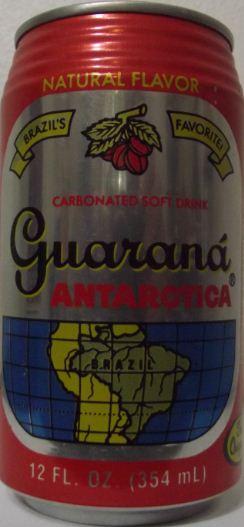 NATURAL FLAVOR
BRAZIL'S FAVORITE!
CARBONATED SOFT DRINK
Guaraná
ANTARCTICA®
BRAZIL
12 FL. OZ. (354 mL)